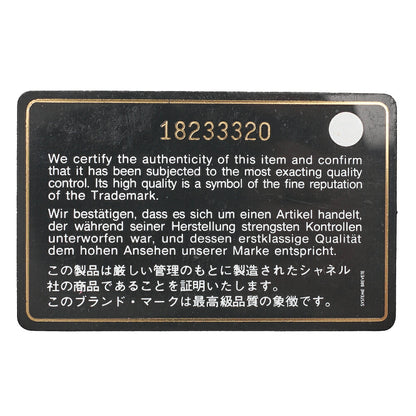 18233320
We certify the authenticity of this item and confirm
that it has been subjected to the most exacting quality
control. Its high quality is a symbol of the fine reputation
of the Trademark.
Wir bestätigen, dass es sich um einen Artikel handelt,
der während seiner Herstellung strengsten Kontrollen
unterworfen war, und dessen erstklassige Qualität
dem hohen Ansehen unserer Marke entspricht.
この製品は厳しい管理のもとに製造されたシャネル
社の商品であることを証明いたします。
このブランド・マークは最高級品質の象徴です。
SYSTEME BREVETE